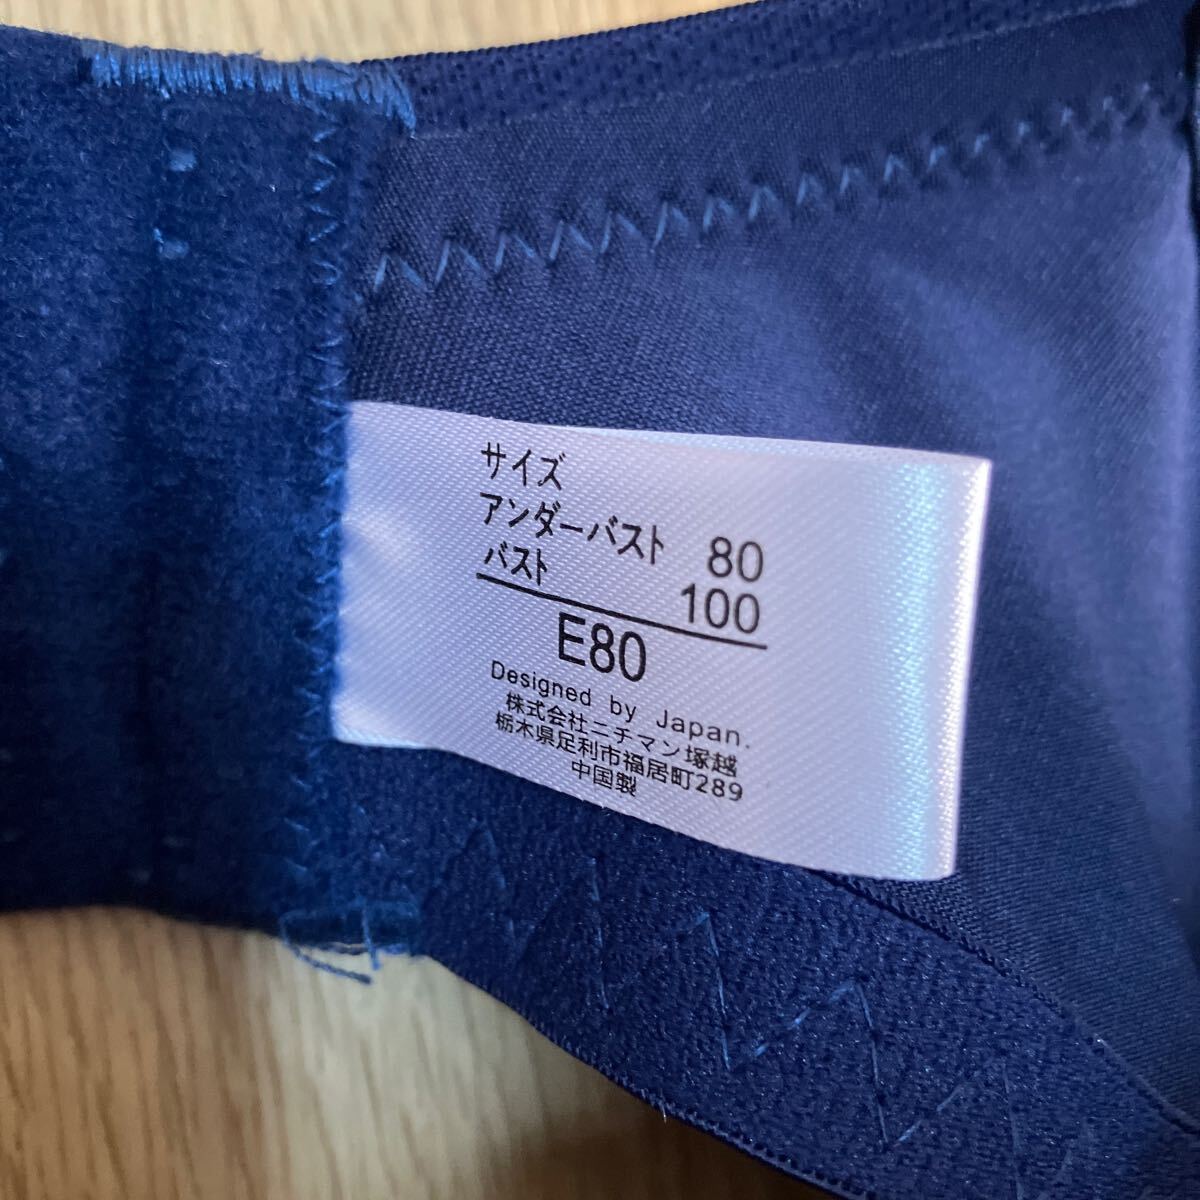 サイズ
アンダーバスト 80
バスト 100
E80
Designed by Japan.
株式会社ニチマン塚越
栃木県足利市福居町289
中国製